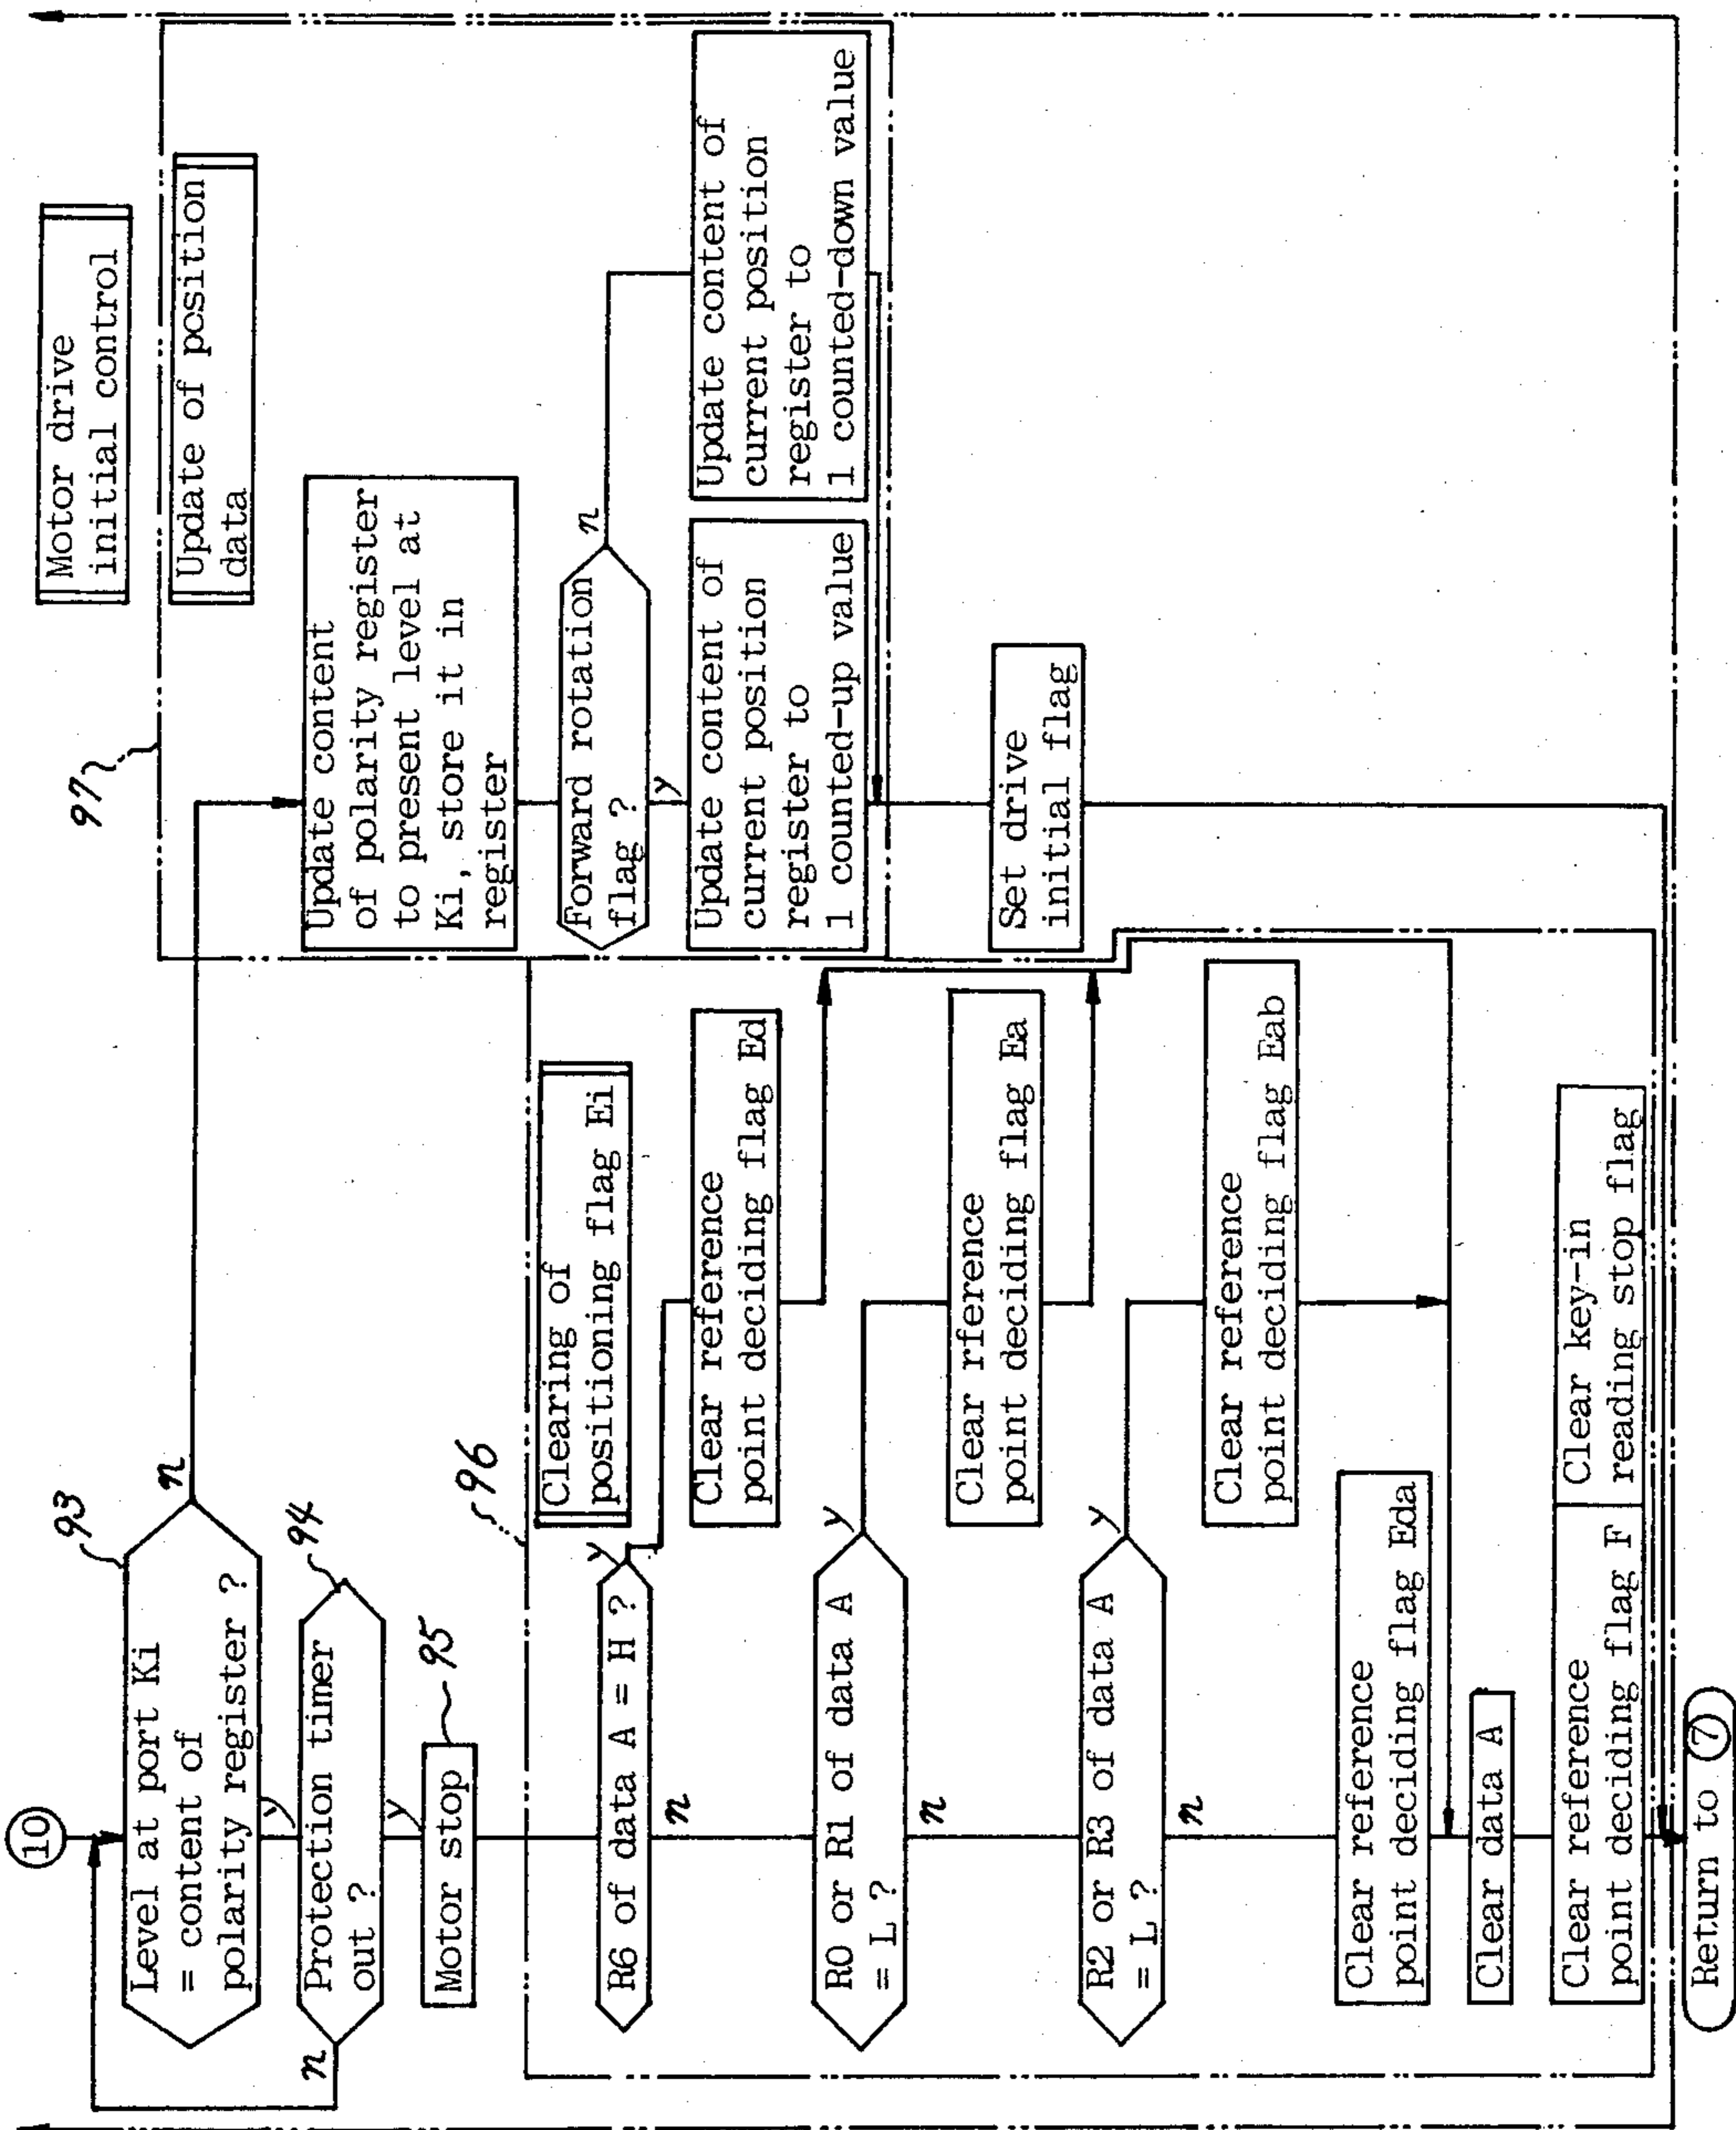 10
Level at port Ki
= content of
polarity register ?
93
n
y
Protection timer
out ?
94
n
y
Motor stop
95
96
Clearing of
positioning flag Ei
R6 of data A = H ?
y
n
Clear reference
point deciding flag Ed
R0 or R1 of data A
= L ?
y
n
Clear rference
point deciding flag Ea
R2 or R3 of data A
= L ?
y
n
Clear reference
point deciding flag Eab
Clear reference
point deciding flag Eda
Clear data A
Clear reference
point deciding flag F
Clear key-in
reading stop flag
Return to 7
Motor drive
initial control
97
Update of position
data
Update content
of polarity register
to present level at
Ki, store it in
register
Forward rotation
flag ?
n
y
Update content of
current position
register to
1 counted-up value
Update content of
current position
register to
1 counted-down value
Set drive
initial flag